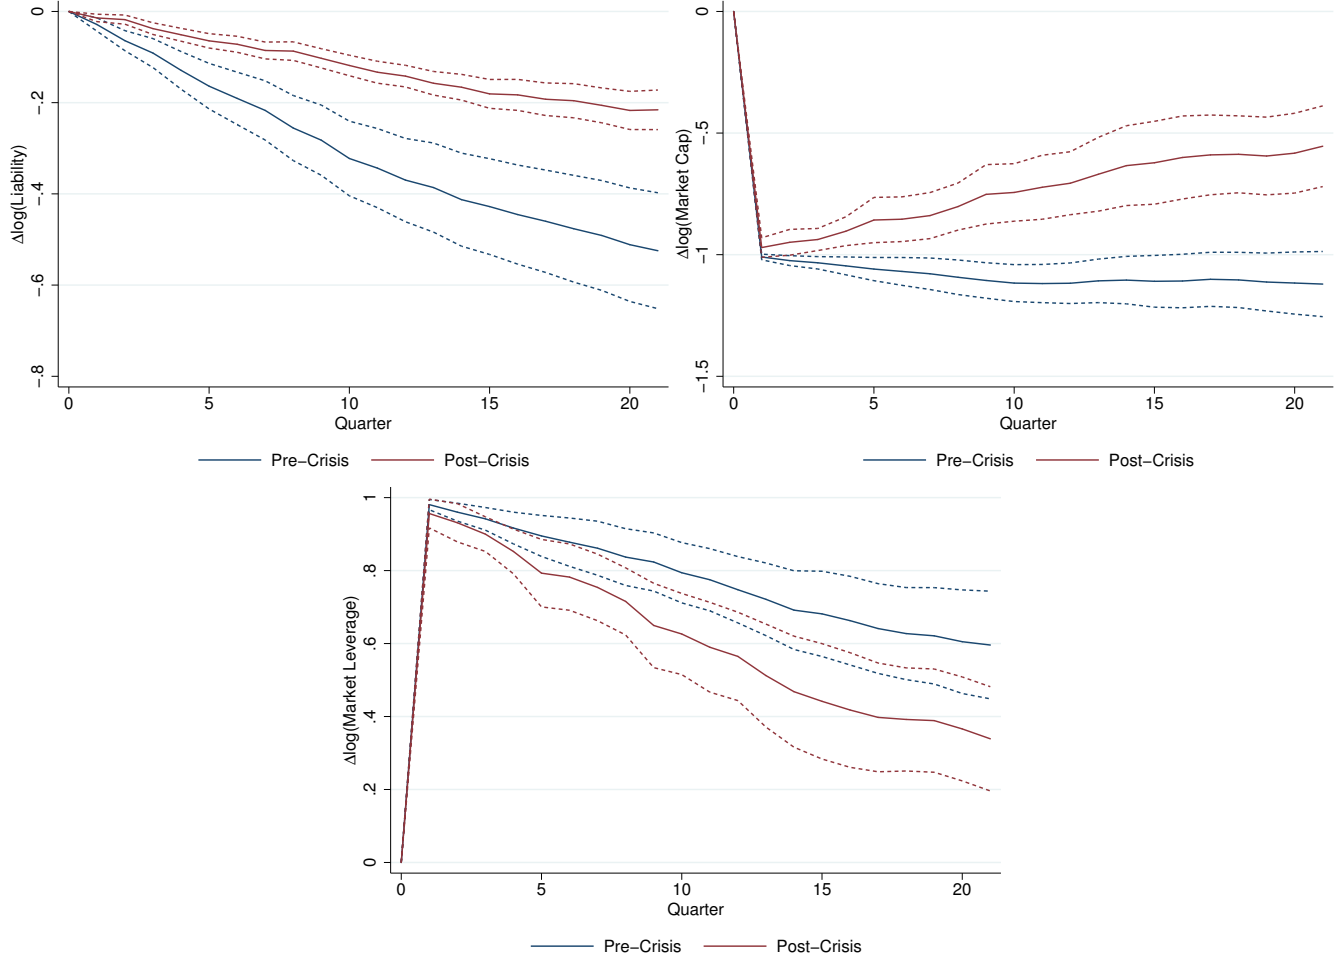 Δlog(Liability)
0
−.2
−.4
−.6
−.8
0 5 10 15 20
Quarter
Pre−Crisis Post−Crisis
Δlog(Market Cap)
0
−.5
−1
−1.5
0 5 10 15 20
Quarter
Pre−Crisis Post−Crisis
Δlog(Market Leverage)
1
.8
.6
.4
.2
0
0 5 10 15 20
Quarter
Pre−Crisis Post−Crisis